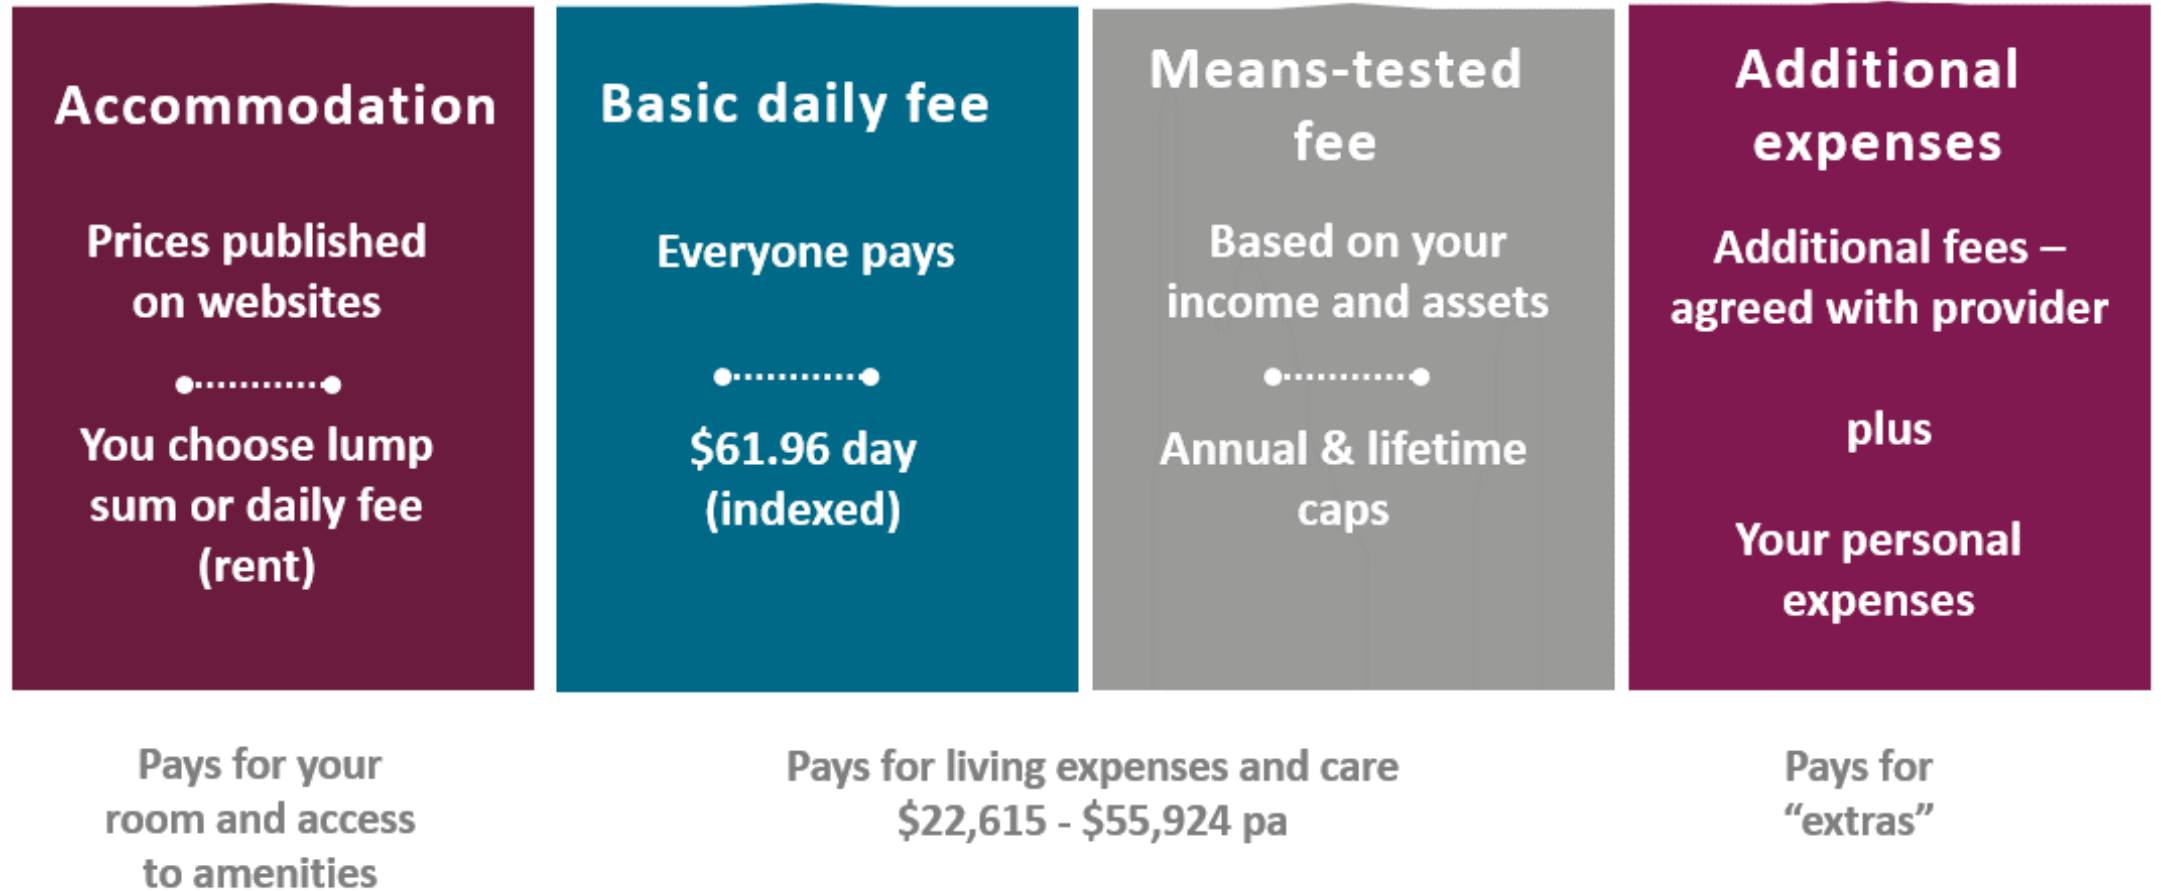 Accommodation
Prices published
on websites
You choose lump
sum or daily fee
(rent)
Pays for your
room and access
to amenities
Basic daily fee
Everyone pays
$61.96 day
(indexed)
Means-tested
fee
Based on your
income and assets
Annual & lifetime
caps
Pays for living expenses and care
$22,615 - $55,924 pa
Additional
expenses
Additional fees –
agreed with provider
plus
Your personal
expenses
Pays for
“extras”